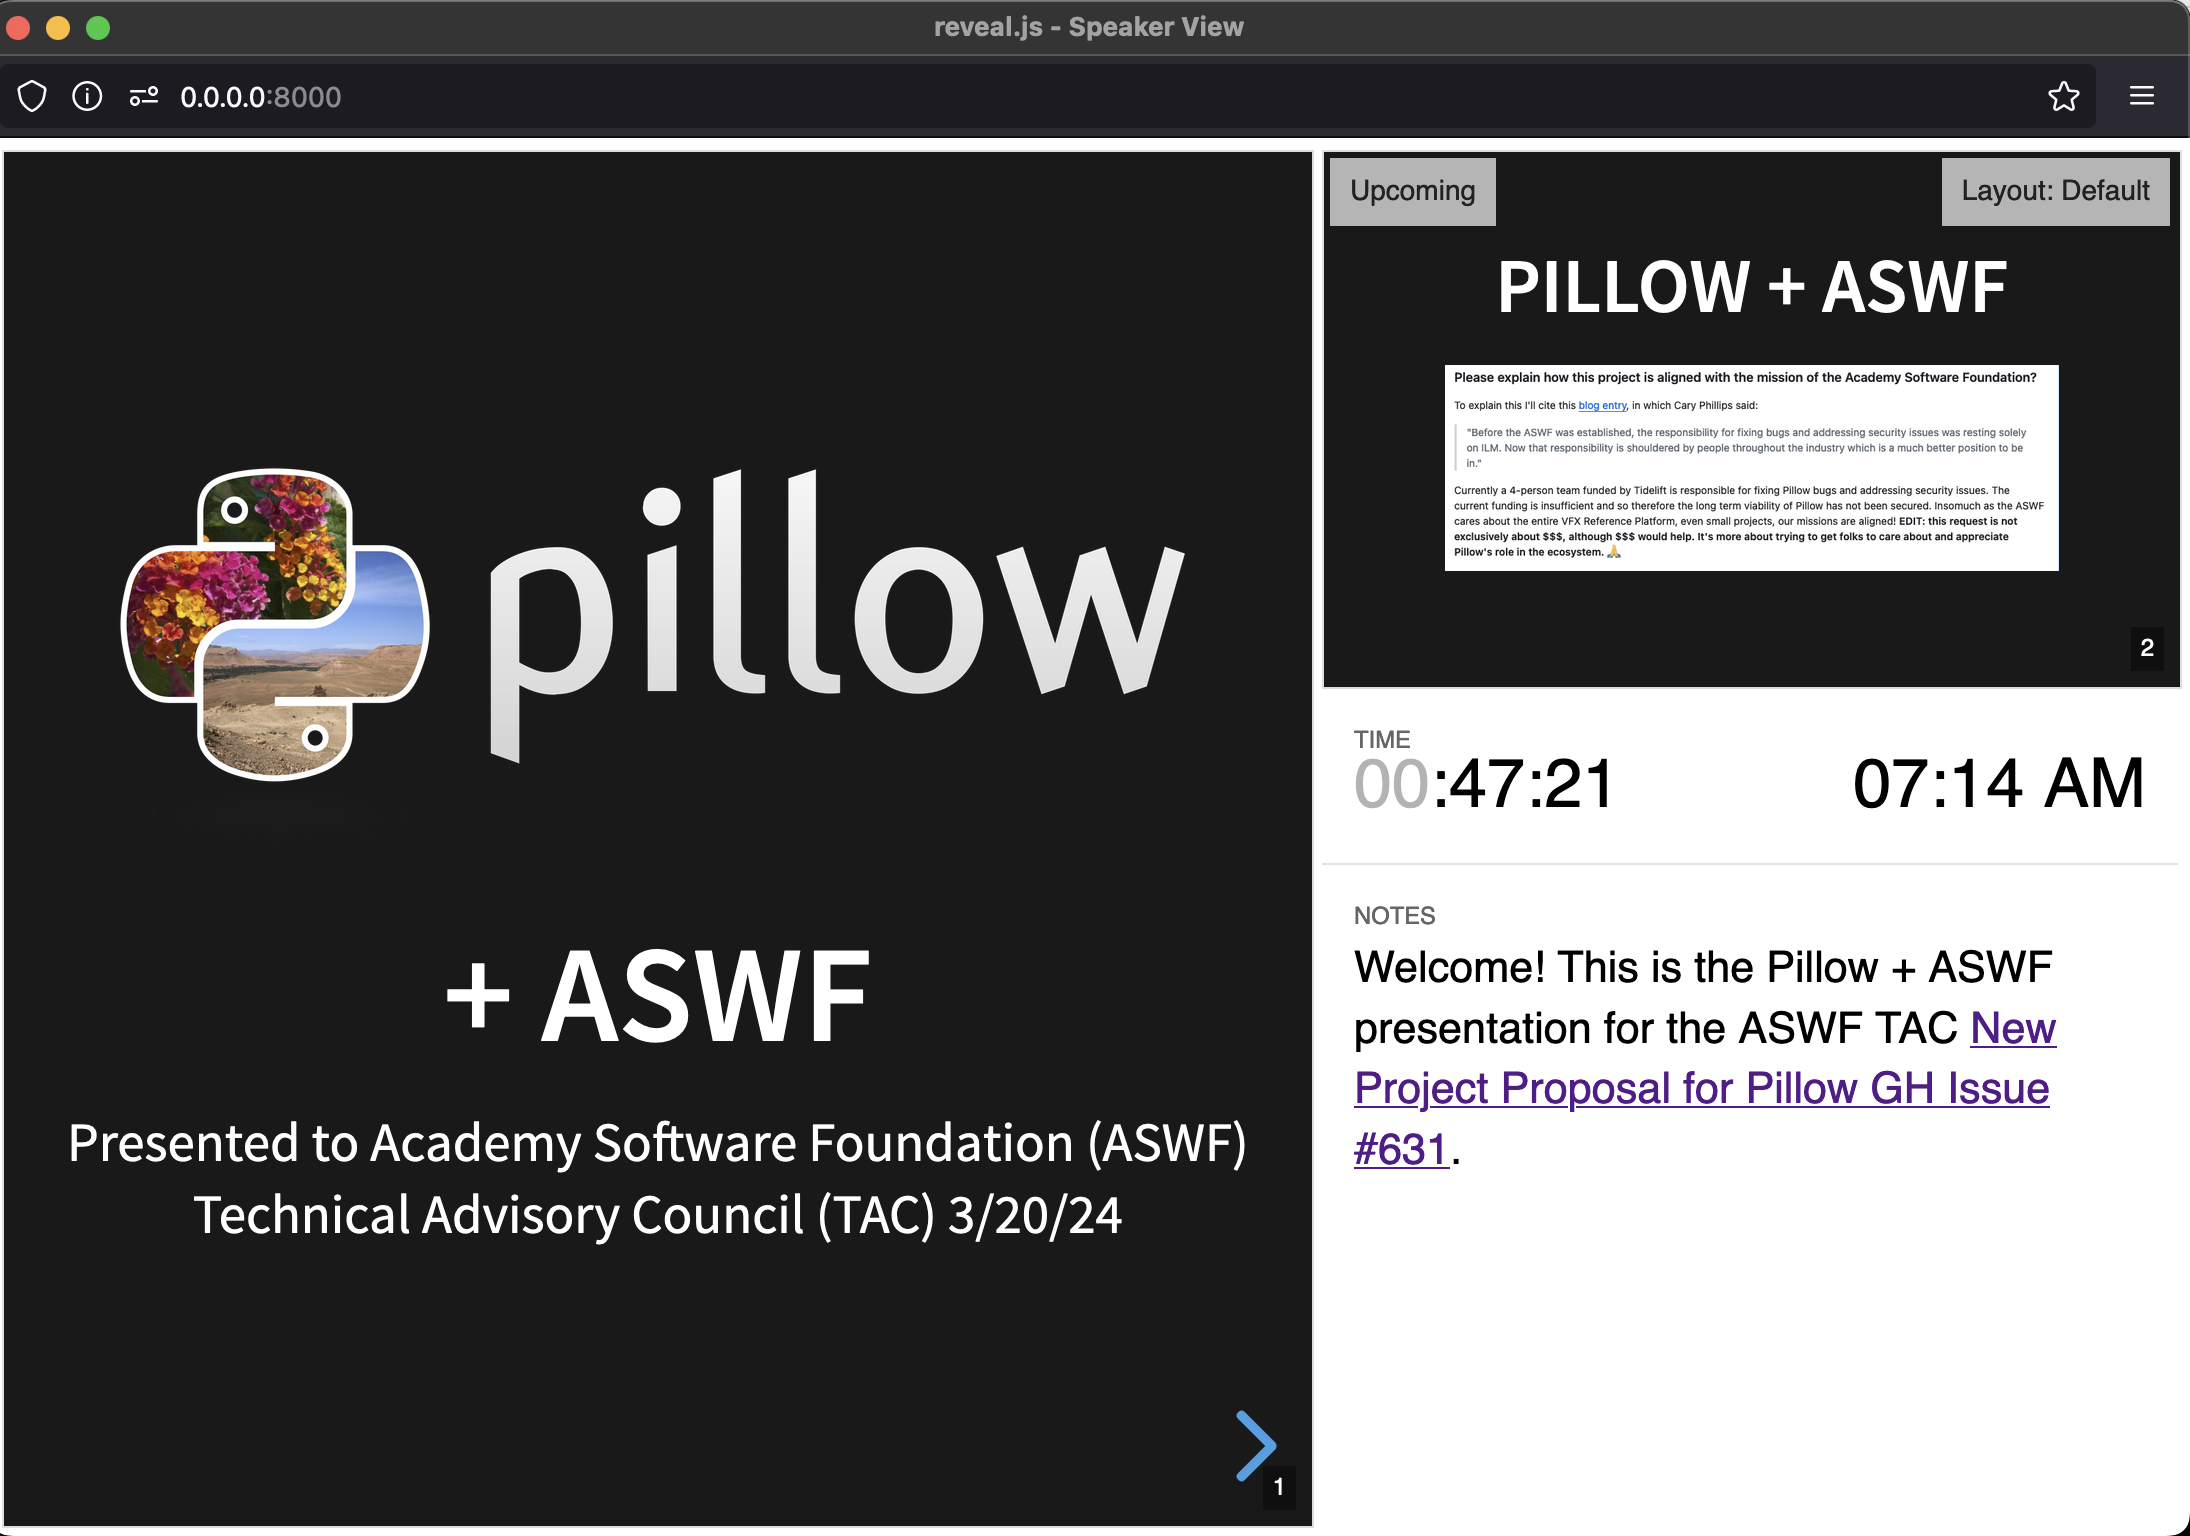 reveal.js - Speaker View
0.0.0.0:8000
pillow
+ ASWF
Presented to Academy Software Foundation (ASWF)
Technical Advisory Council (TAC) 3/20/24
1
Upcoming
Layout: Default
PILLOW + ASWF
Please explain how this project is aligned with the mission of the Academy Software Foundation?
To explain this I'll cite this blog entry, in which Cary Phillips said:
"Before the ASWF was established, the responsibility for fixing bugs and addressing security issues was resting solely
on ILM. Now that responsibility is shouldered by people throughout the industry which is a much better position to be
in."
Currently a 4-person team funded by Tidelift is responsible for fixing Pillow bugs and addressing security issues. The
current funding is insufficient and so therefore the long term viability of Pillow has not been secured. Insomuch as the ASWF
cares about the entire VFX Reference Platform, even small projects, our missions are aligned! EDIT: this request is not
exclusively about $$$, although $$$ would help. It's more about trying to get folks to care about and appreciate
Pillow's role in the ecosystem. 🙏
2
TIME
00:47:21
07:14 AM
NOTES
Welcome! This is the Pillow + ASWF
presentation for the ASWF TAC New
Project Proposal for Pillow GH Issue
#631.